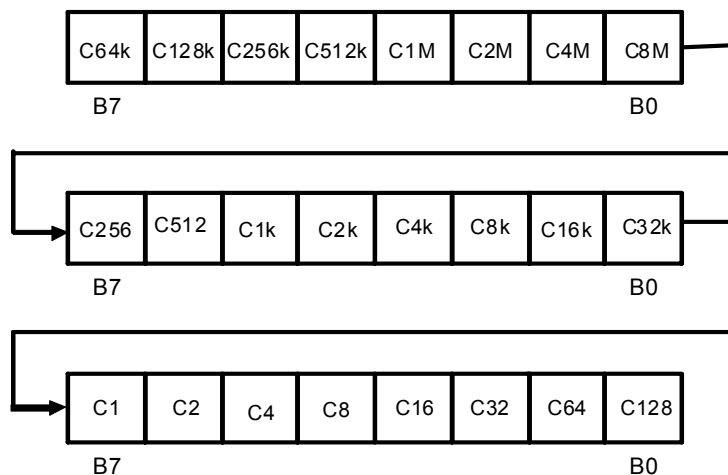 C64k C128k C256k C512k C1M C2M C4M C8M
B7 B0
C256 C512 C1k C2k C4k C8k C16k C32k
B7 B0
C1 C2 C4 C8 C16 C32 C64 C128
B7 B0